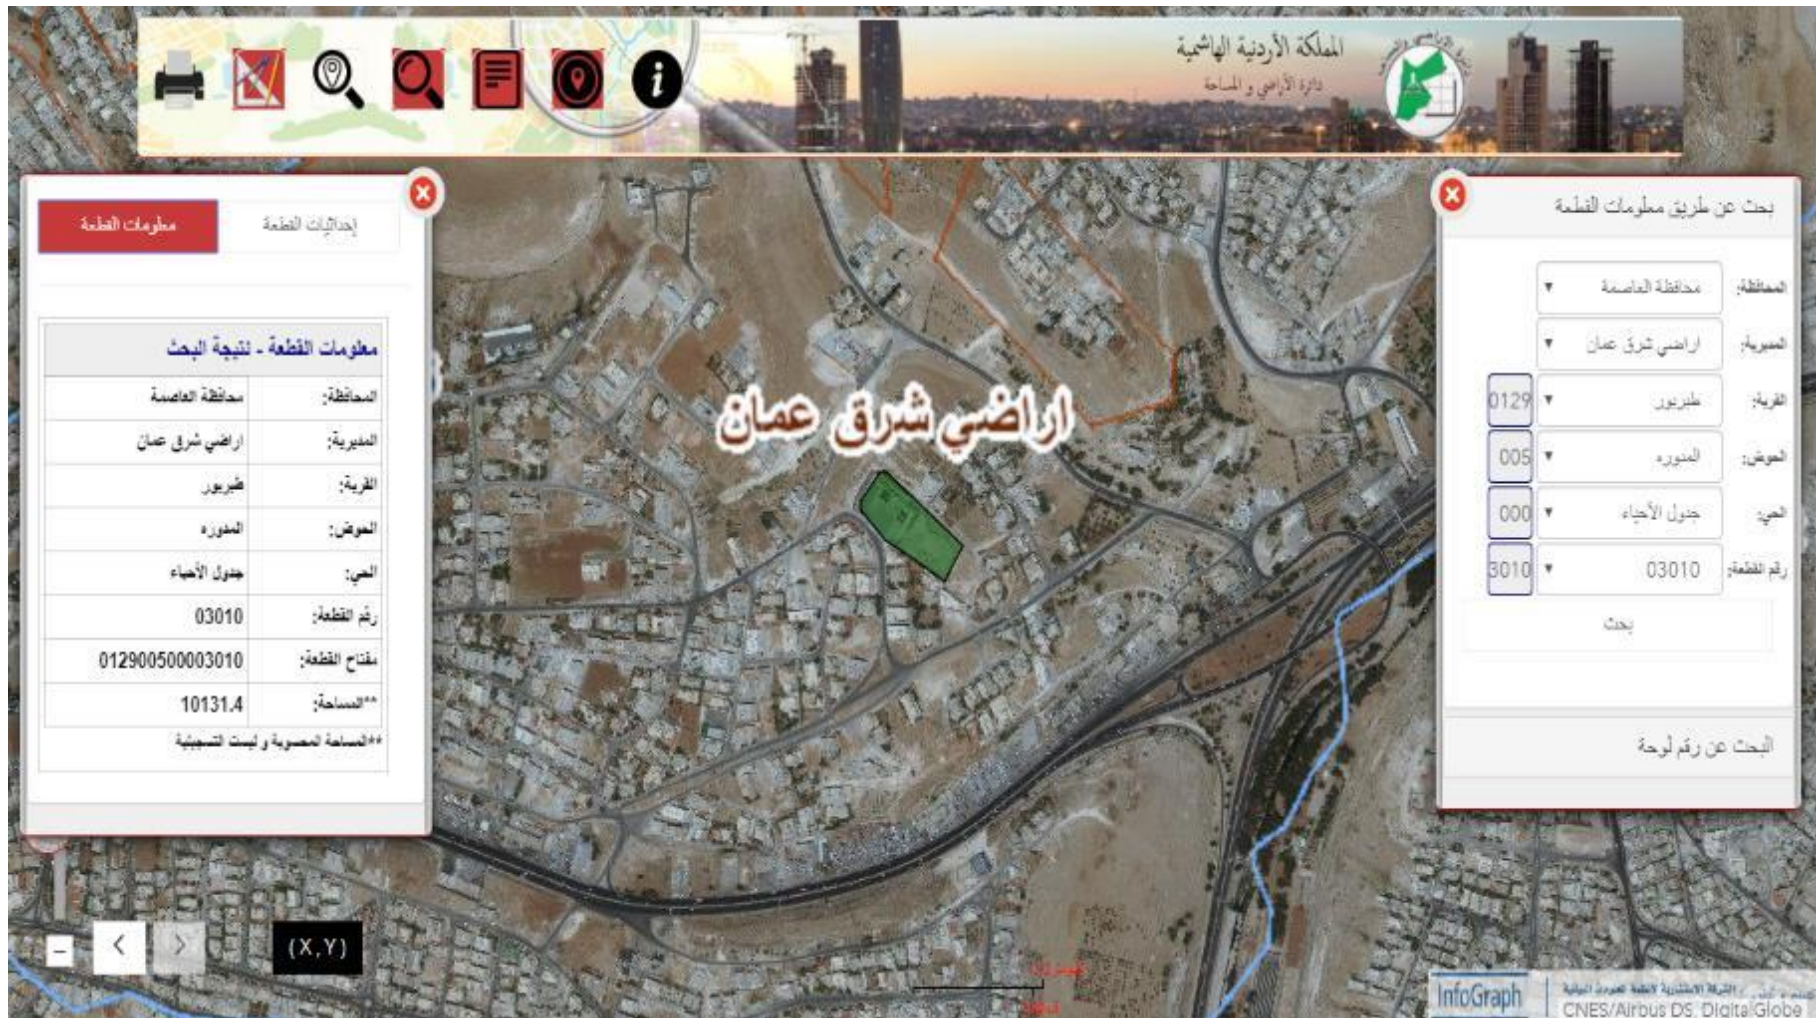 المملكة الأردنية الهاشمية
دائرة الأراضي و المساحة
إحداثيات القطعة
معلومات القطعة
معلومات القطعة - نتيجة البحث
المحافظة: محافظة العاصمة
المديرية: اراضي شرق عمان
القرية: طبربور
الحوض: المدوره
الحي: جدول الأحياء
رقم القطعة: 03010
مفتاح القطعة: 012900500003010
**المساحة: 10131.4
**المساحة المحسوبة و ليست التسجيلية
اراضي شرق عمان
بحث عن طريق معلومات القطعة
المحافظة: محافظة العاصمة
المديرية: اراضي شرق عمان
القرية: طبربور 0129
الحوض: المدوره 005
الحي: جدول الأحياء 000
رقم القطعة: 03010 3010
بحث
البحث عن رقم لوحة
(X,Y)
InfoGraph
CNES/Airbus DS, DigitalGlobe